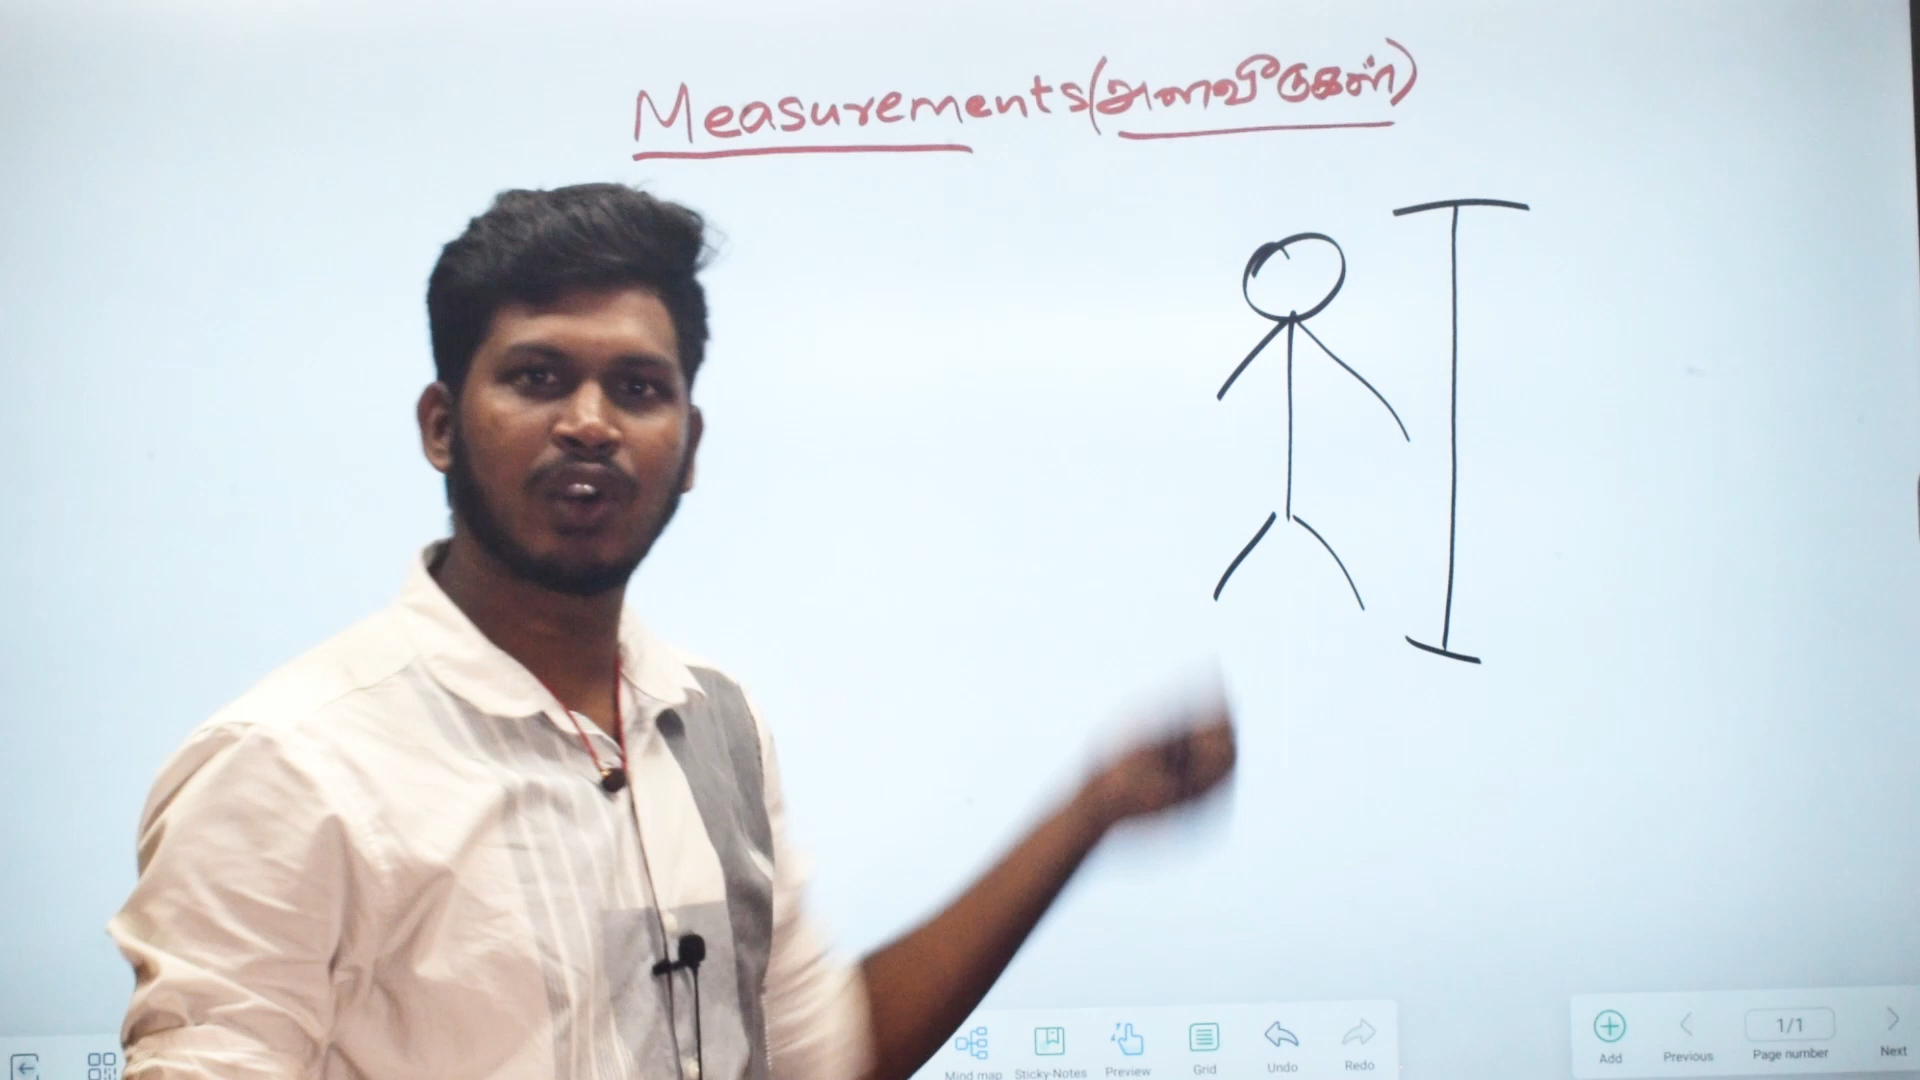 Measurements(அளவீடுகள்)
Mind map Sticky-Notes Preview Grid Undo Redo
Add Previous 1/1 Page number Next